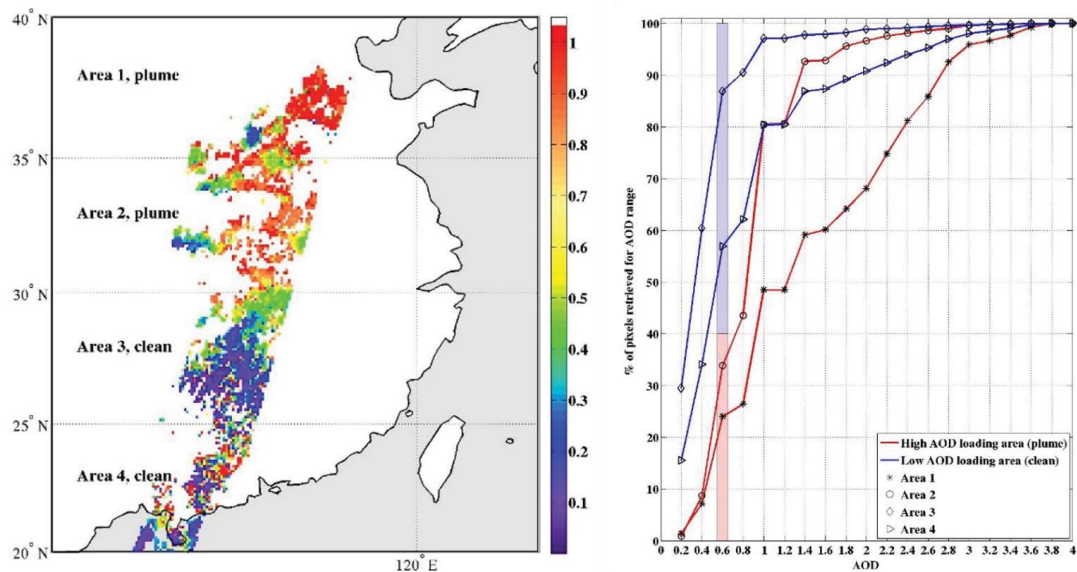 40° N
35° N
30° N
25° N
20° N
120° E
Area 1, plume
Area 2, plume
Area 3, clean
Area 4, clean
1
0.9
0.8
0.7
0.6
0.5
0.4
0.3
0.2
0.1
% of pixels retrieved for AOD range
100
90
80
70
60
50
40
30
20
10
0
0 0.2 0.4 0.6 0.8 1 1.2 1.4 1.6 1.8 2 2.2 2.4 2.6 2.8 3 3.2 3.4 3.6 3.8 4
AOD
High AOD loading area (plume)
Low AOD loading area (clean)
Area 1
Area 2
Area 3
Area 4